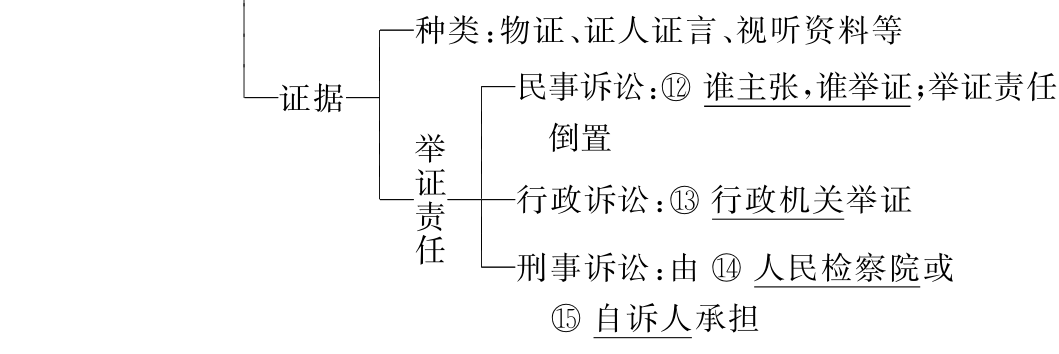 种类:物证、证人证言、视听资料等
证据
民事诉讼:⑫ 谁主张,谁举证;举证责任
倒置
举证责任
行政诉讼:⑬ 行政机关举证
刑事诉讼:由 ⑭ 人民检察院或
⑮ 自诉人承担